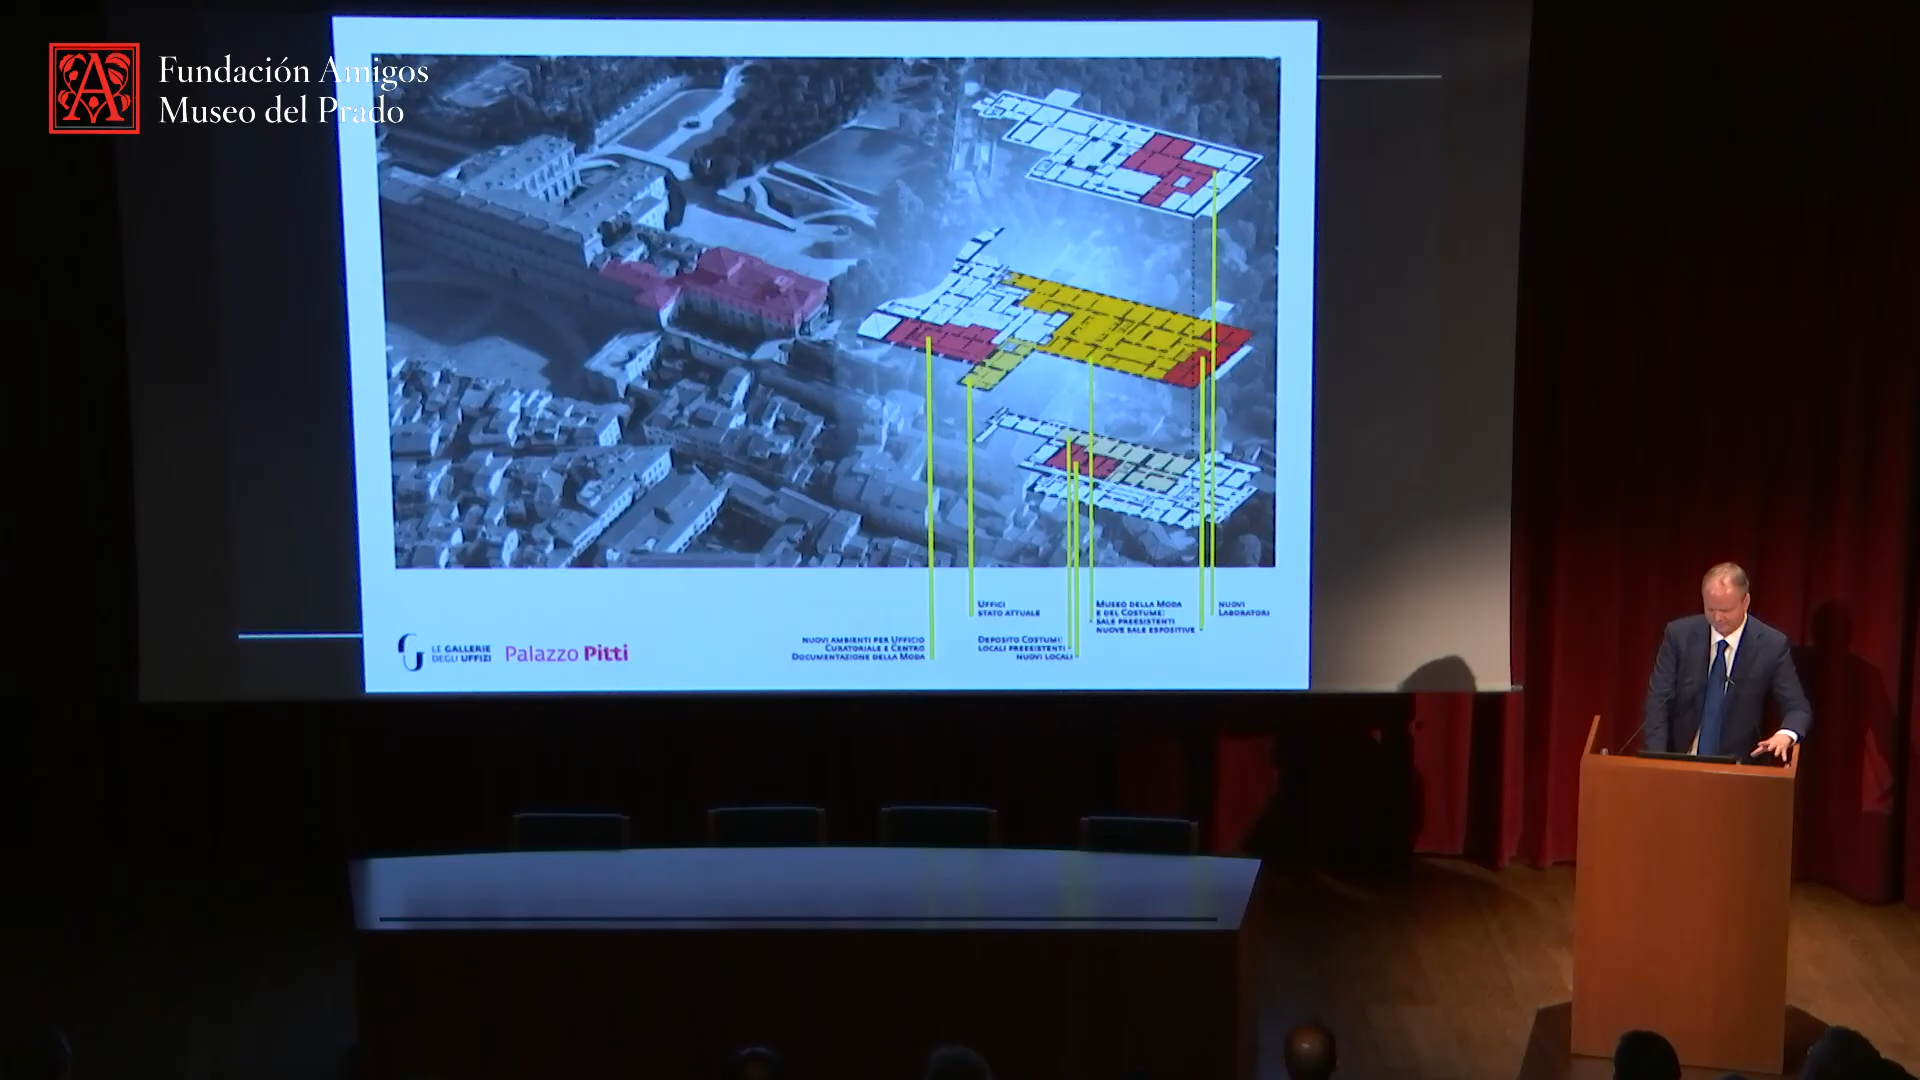 Fundación Amigos
Museo del Prado
LE GALLERIE
DEGLI UFFIZI
Palazzo Pitti
NUOVI AMBIENTI PER UFFICIO
CURATORIALE E CENTRO
DOCUMENTAZIONE DELLA MODA
UFFICI
STATO ATTUALE
DEPOSITO COSTUMI:
LOCALI PREESISTENTI
NUOVI LOCALI
MUSEO DELLA MODA
E DEL COSTUME:
SALE PREESISTENTI
NUOVE SALE ESPOSITIVE
NUOVI
LABORATORI